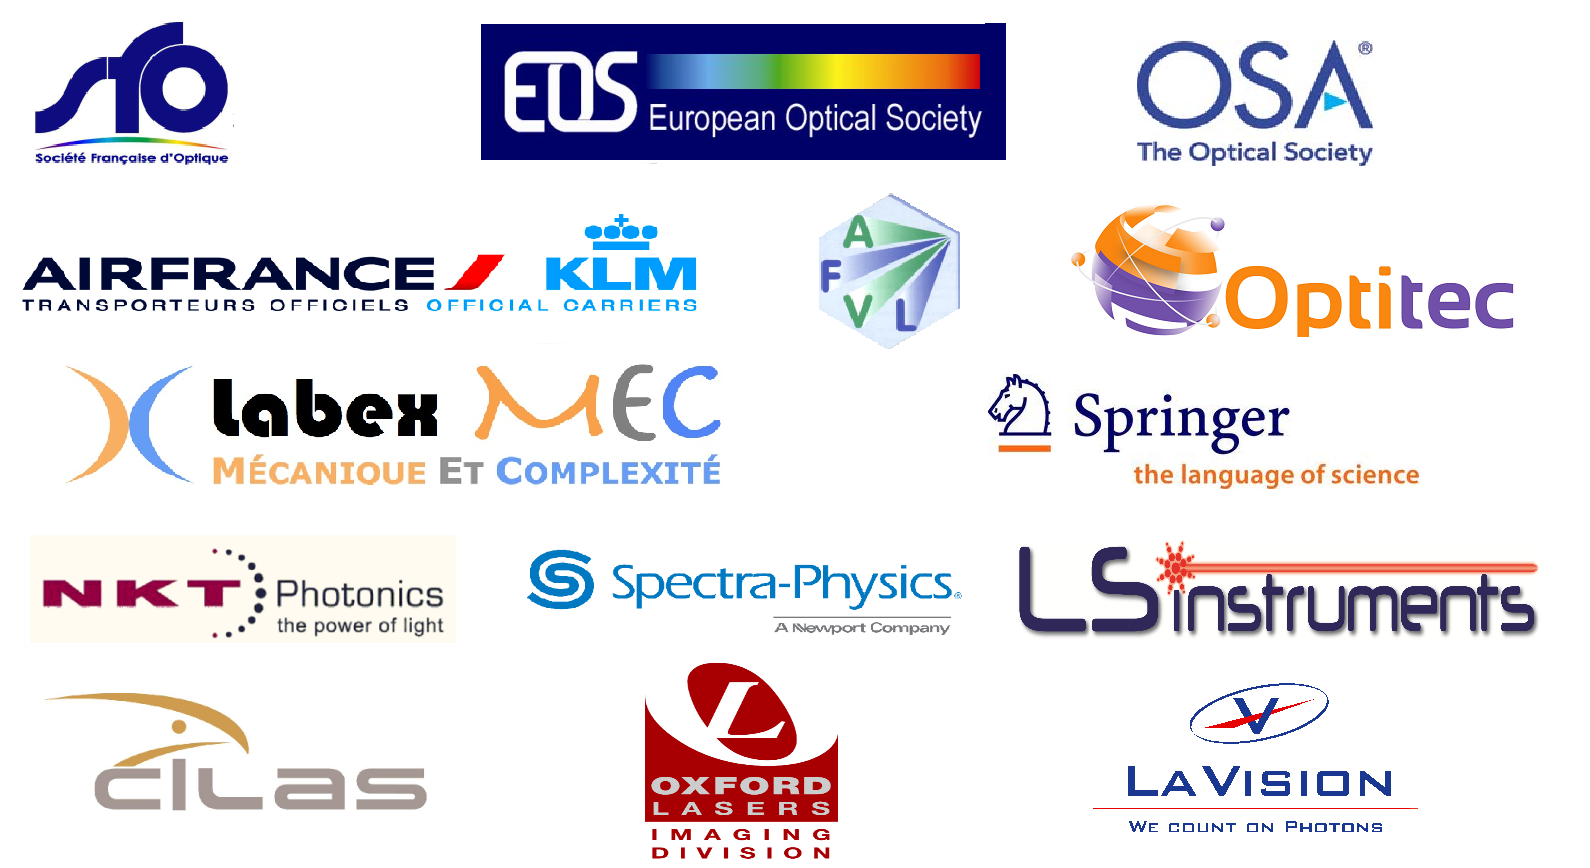 sfo
Société Française d'Optique
EOS
European Optical Society
OSA®
The Optical Society
AIRFRANCE KLM
TRANSPORTEURS OFFICIELS OFFICIAL CARRIERS
A
F
V
L
Optitec
Labex MEC
MÉCANIQUE ET COMPLEXITÉ
Springer
the language of science
NKT Photonics
the power of light
Spectra-Physics®
A Newport Company
LS instruments
cilas
L
OXFORD
LASERS
IMAGING
DIVISION
V
LAVISION
WE COUNT ON PHOTONS